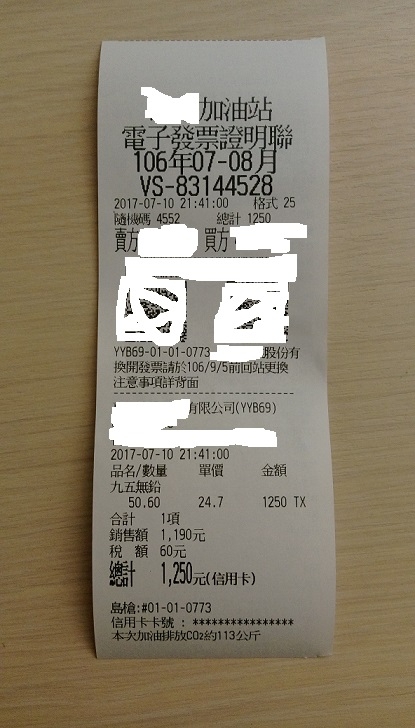 加油站
電子發票證明聯
106年07-08月
VS-83144528
2017-07-10 21:41:00 格式 25
隨機碼 4552 總計 1250
賣方 買方
YYB69-01-01-0773 股份有
換開發票請於106/9/5前回站更換
注意事項詳背面
有限公司(YYB69)
2017-07-10 21:41:00
品名/數量 單價 金額
九五無鉛
50.60 24.7 1250 TX
合計 1項
銷售額 1,190元
稅 額 60元
總計 1,250元(信用卡)
島槍:#01-01-0773
信用卡卡號 : ****************
本次加油排放CO2約113公斤